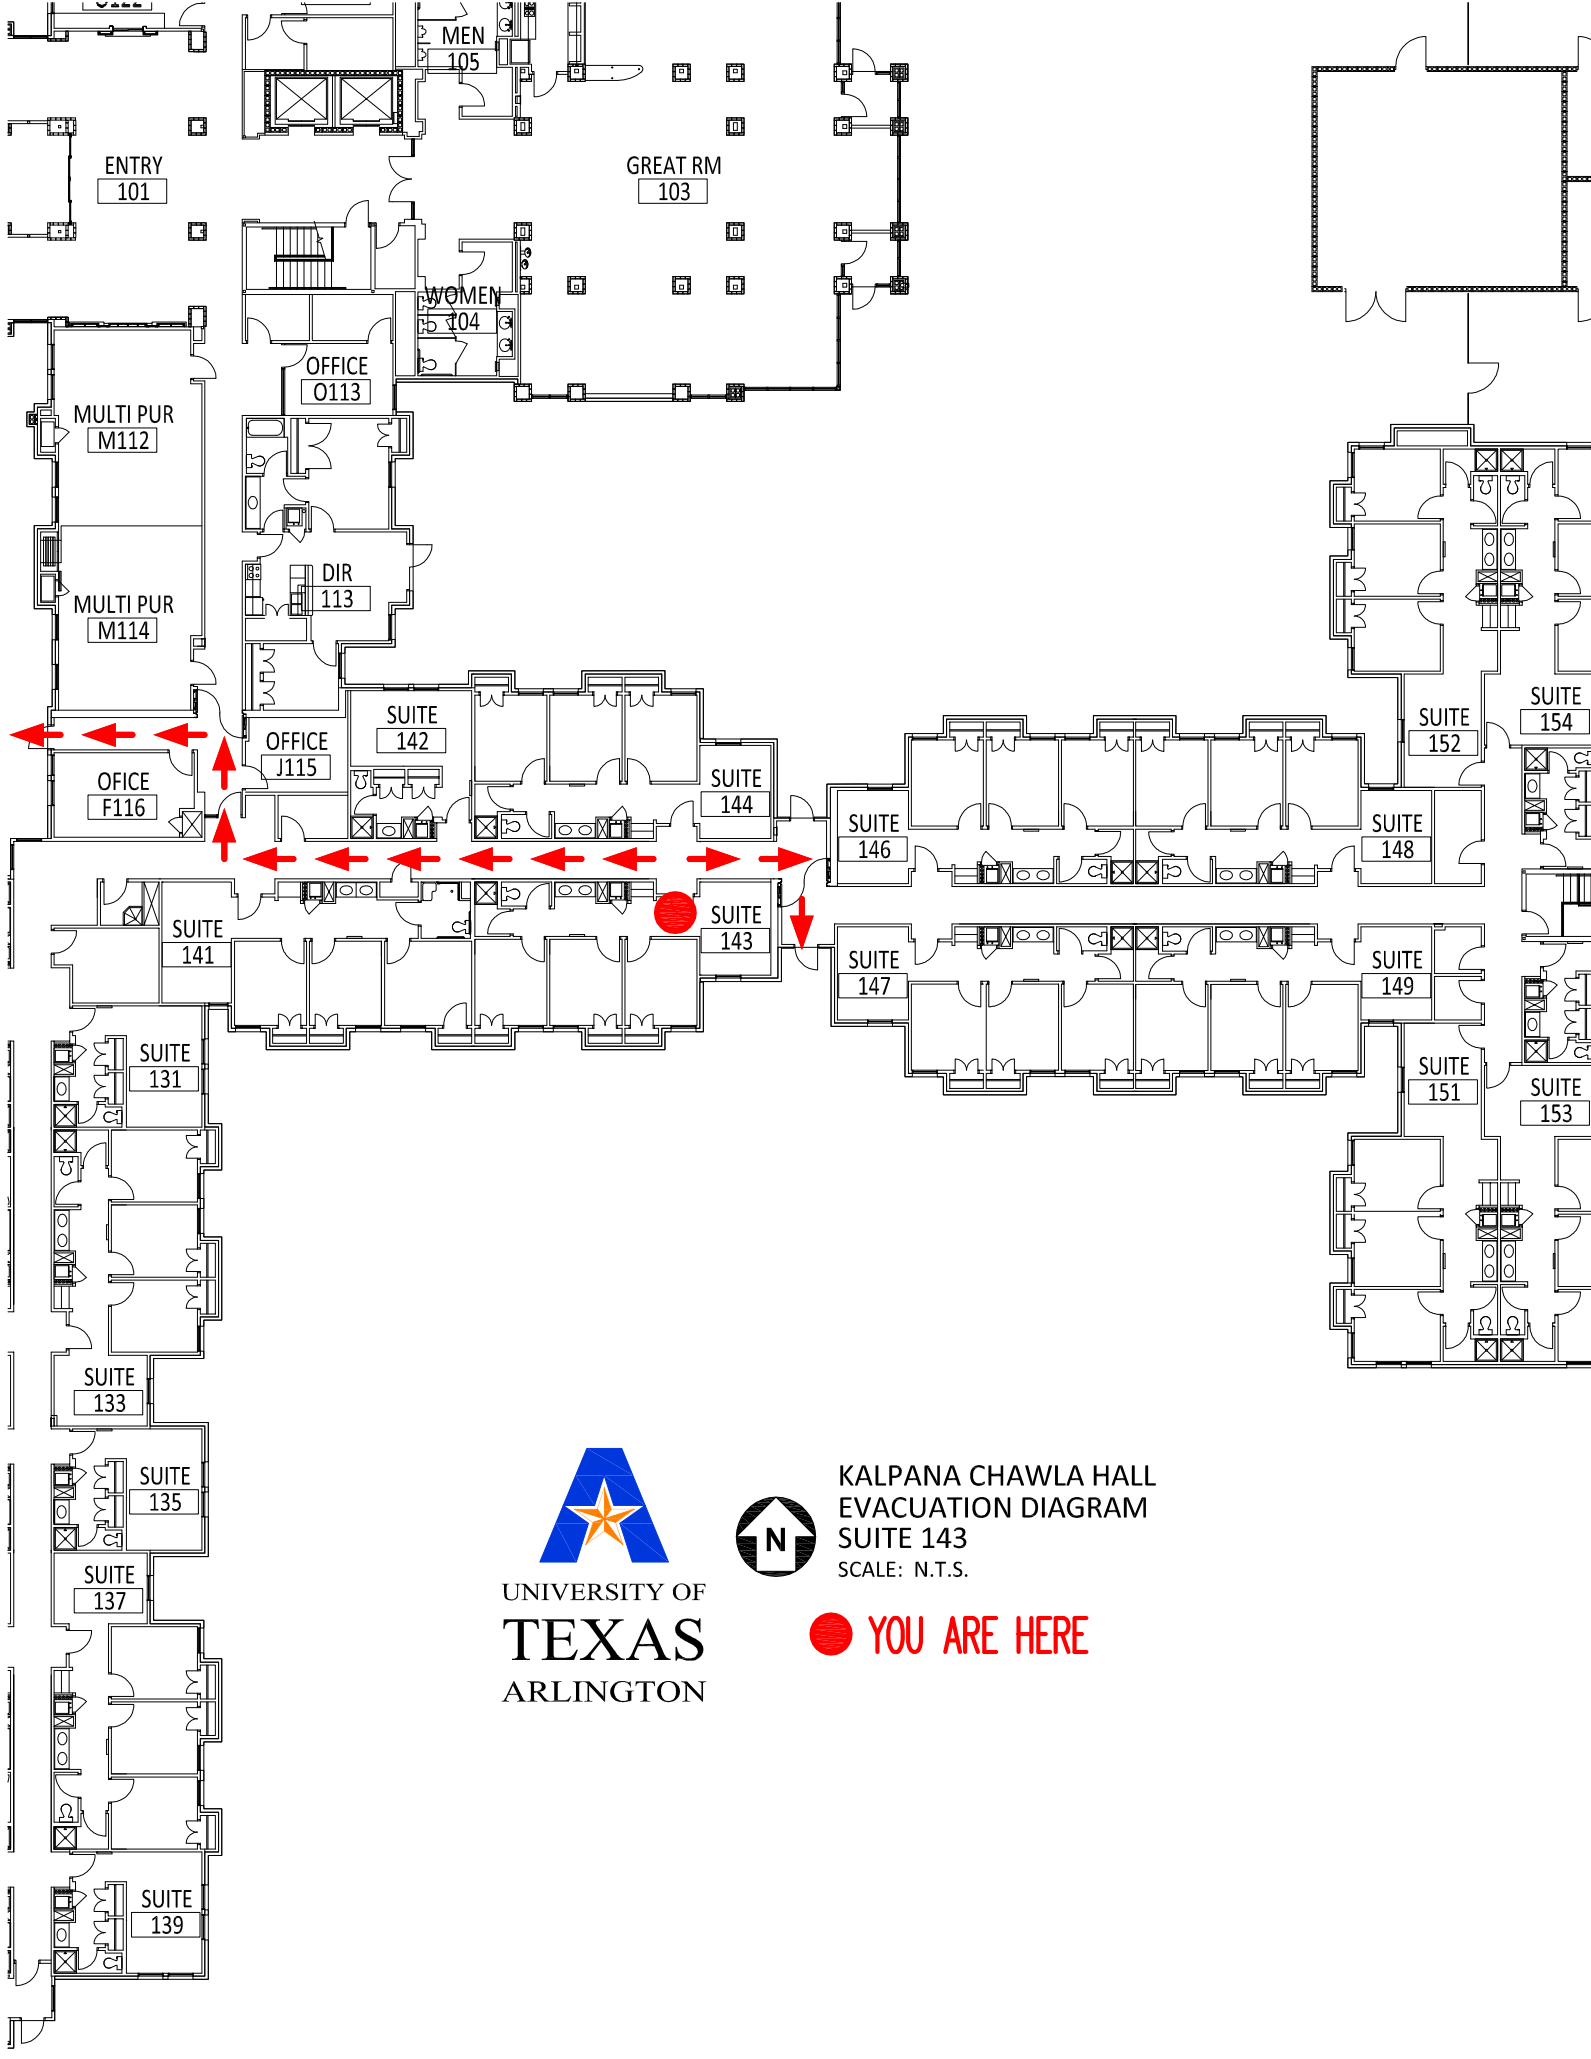 MEN
105
ENTRY
101
GREAT RM
103
WOMEN
104
OFFICE
O113
MULTI PUR
M112
DIR
113
MULTI PUR
M114
SUITE
142
OFFICE
J115
OFICE
F116
SUITE
144
SUITE
146
SUITE
148
SUITE
152
SUITE
154
SUITE
141
SUITE
143
SUITE
147
SUITE
149
SUITE
131
SUITE
151
SUITE
153
SUITE
133
SUITE
135
SUITE
137
SUITE
139
UNIVERSITY OF
TEXAS
ARLINGTON
N
KALPANA CHAWLA HALL
EVACUATION DIAGRAM
SUITE 143
SCALE: N.T.S.
YOU ARE HERE